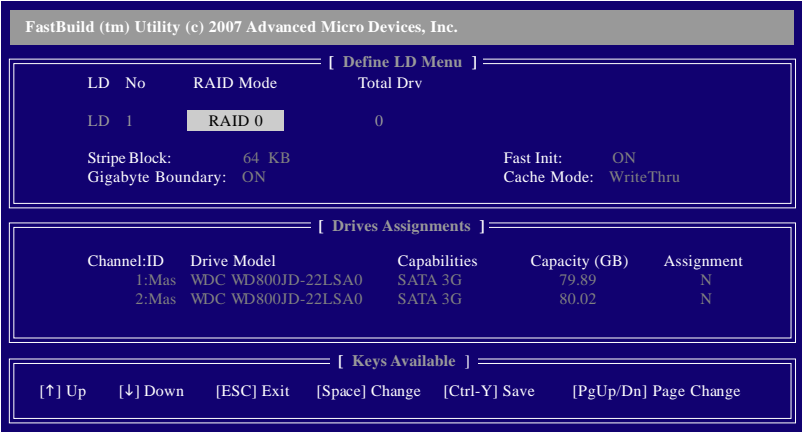 FastBuild (tm) Utility (c) 2007 Advanced Micro Devices, Inc.
[ Define LD Menu ]
LD No RAID Mode Total Drv
LD 1 RAID 0 0
Stripe Block: 64 KB Fast Init: ON
Gigabyte Boundary: ON Cache Mode: WriteThru
[ Drives Assignments ]
Channel:ID Drive Model Capabilities Capacity (GB) Assignment
1:Mas WDC WD800JD-22LSA0 SATA 3G 79.89 N
2:Mas WDC WD800JD-22LSA0 SATA 3G 80.02 N
[ Keys Available ]
[↑] Up [↓] Down [ESC] Exit [Space] Change [Ctrl-Y] Save [PgUp/Dn] Page Change